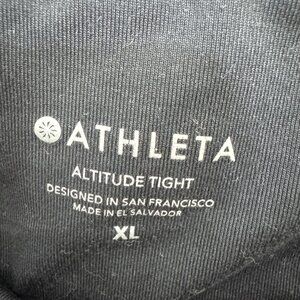 ATHLETA
ALTITUDE TIGHT
DESIGNED IN SAN FRANCISCO
MADE IN EL SALVADOR
XL